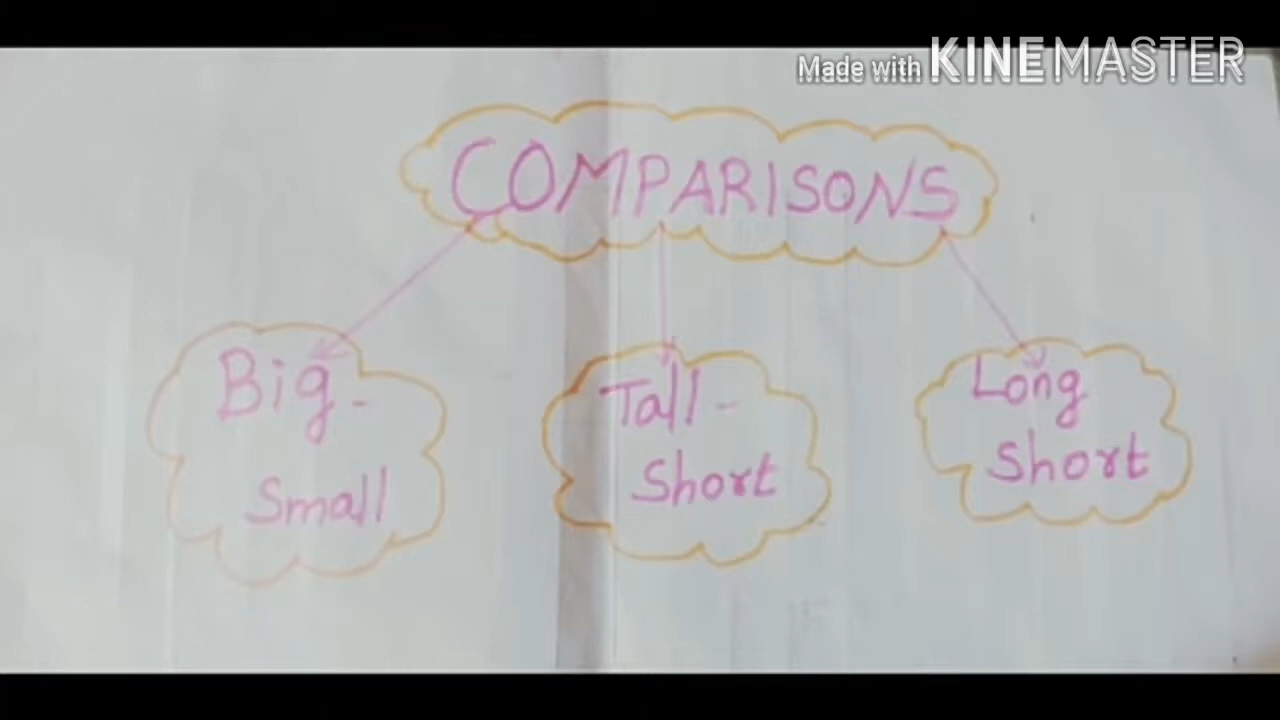 Made with KINEMASTER
COMPARISONS
Big -
Small
Tall -
Short
Long
Short